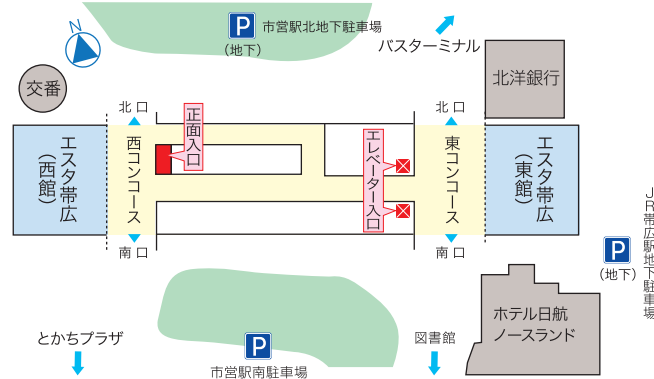 N
P
市営駅北地下駐車場
(地下)
バスターミナル
交番
北洋銀行
北口
正面入口
北口
エスタ帯広
(西館)
西コンコース
エレベーター入口
東コンコース
エスタ帯広
(東館)
南口
南口
P
(地下)
JR帯広駅地下駐車場
ホテル日航
ノースランド
とかちプラザ
P
市営駅南駐車場
図書館